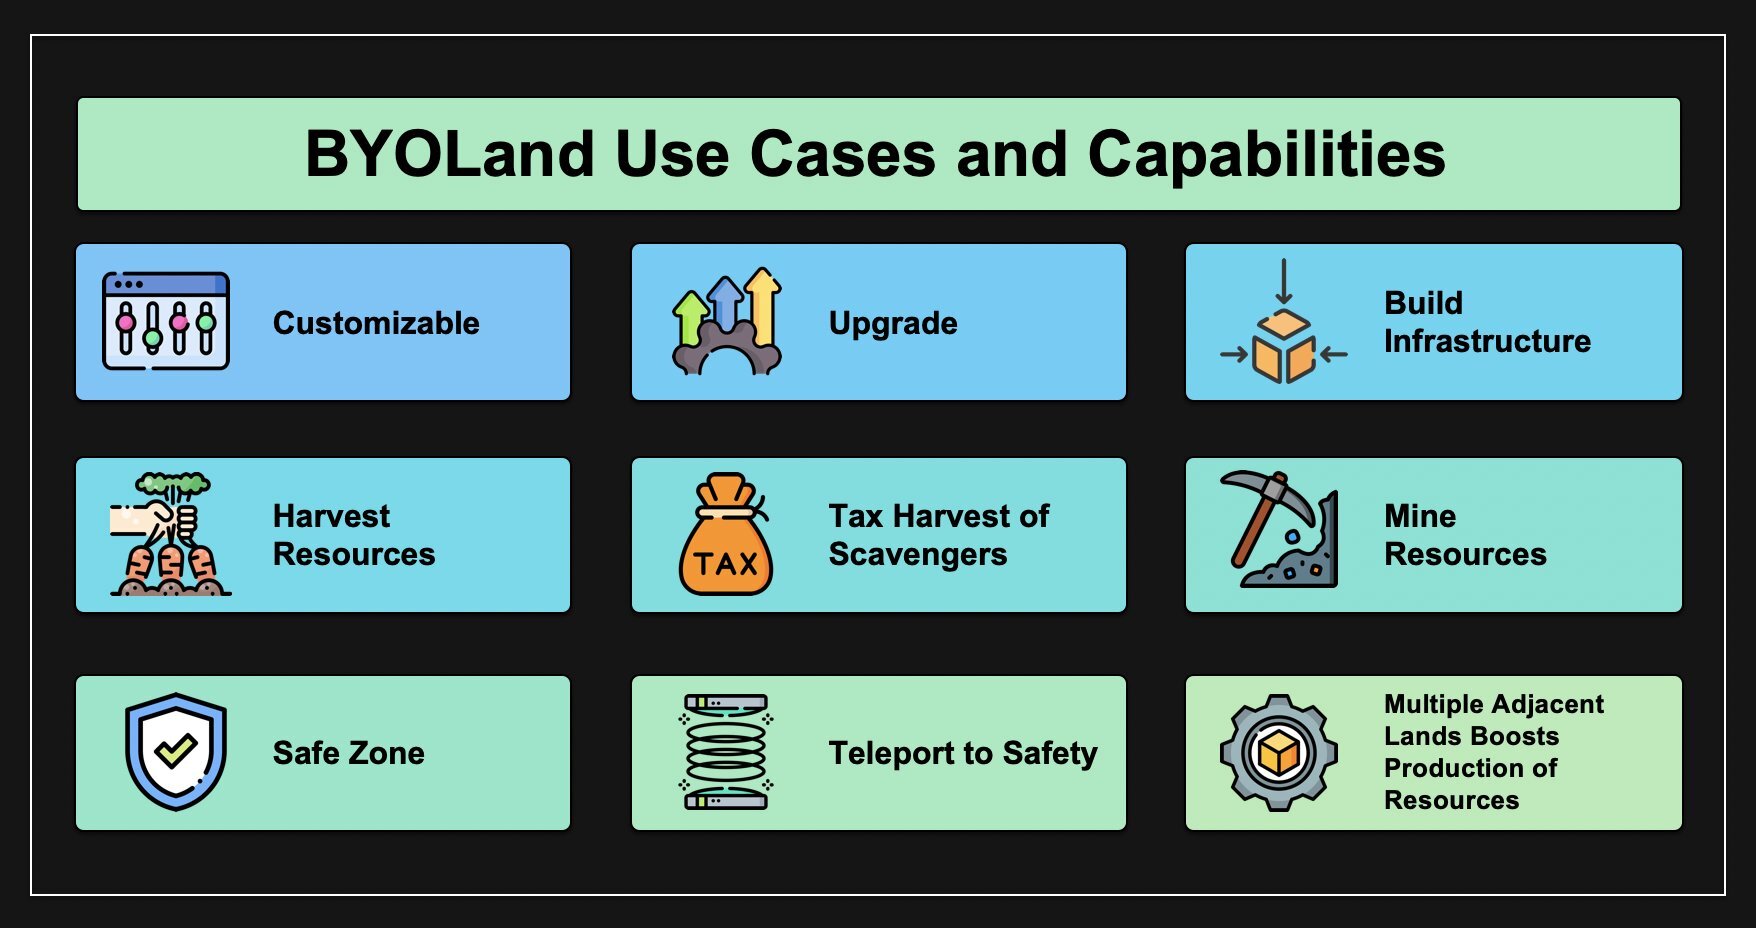 BYOLand Use Cases and Capabilities
Customizable
Upgrade
Build
Infrastructure
Harvest
Resources
TAX
Tax Harvest of
Scavengers
Mine
Resources
Safe Zone
Teleport to Safety
Multiple Adjacent
Lands Boosts
Production of
Resources